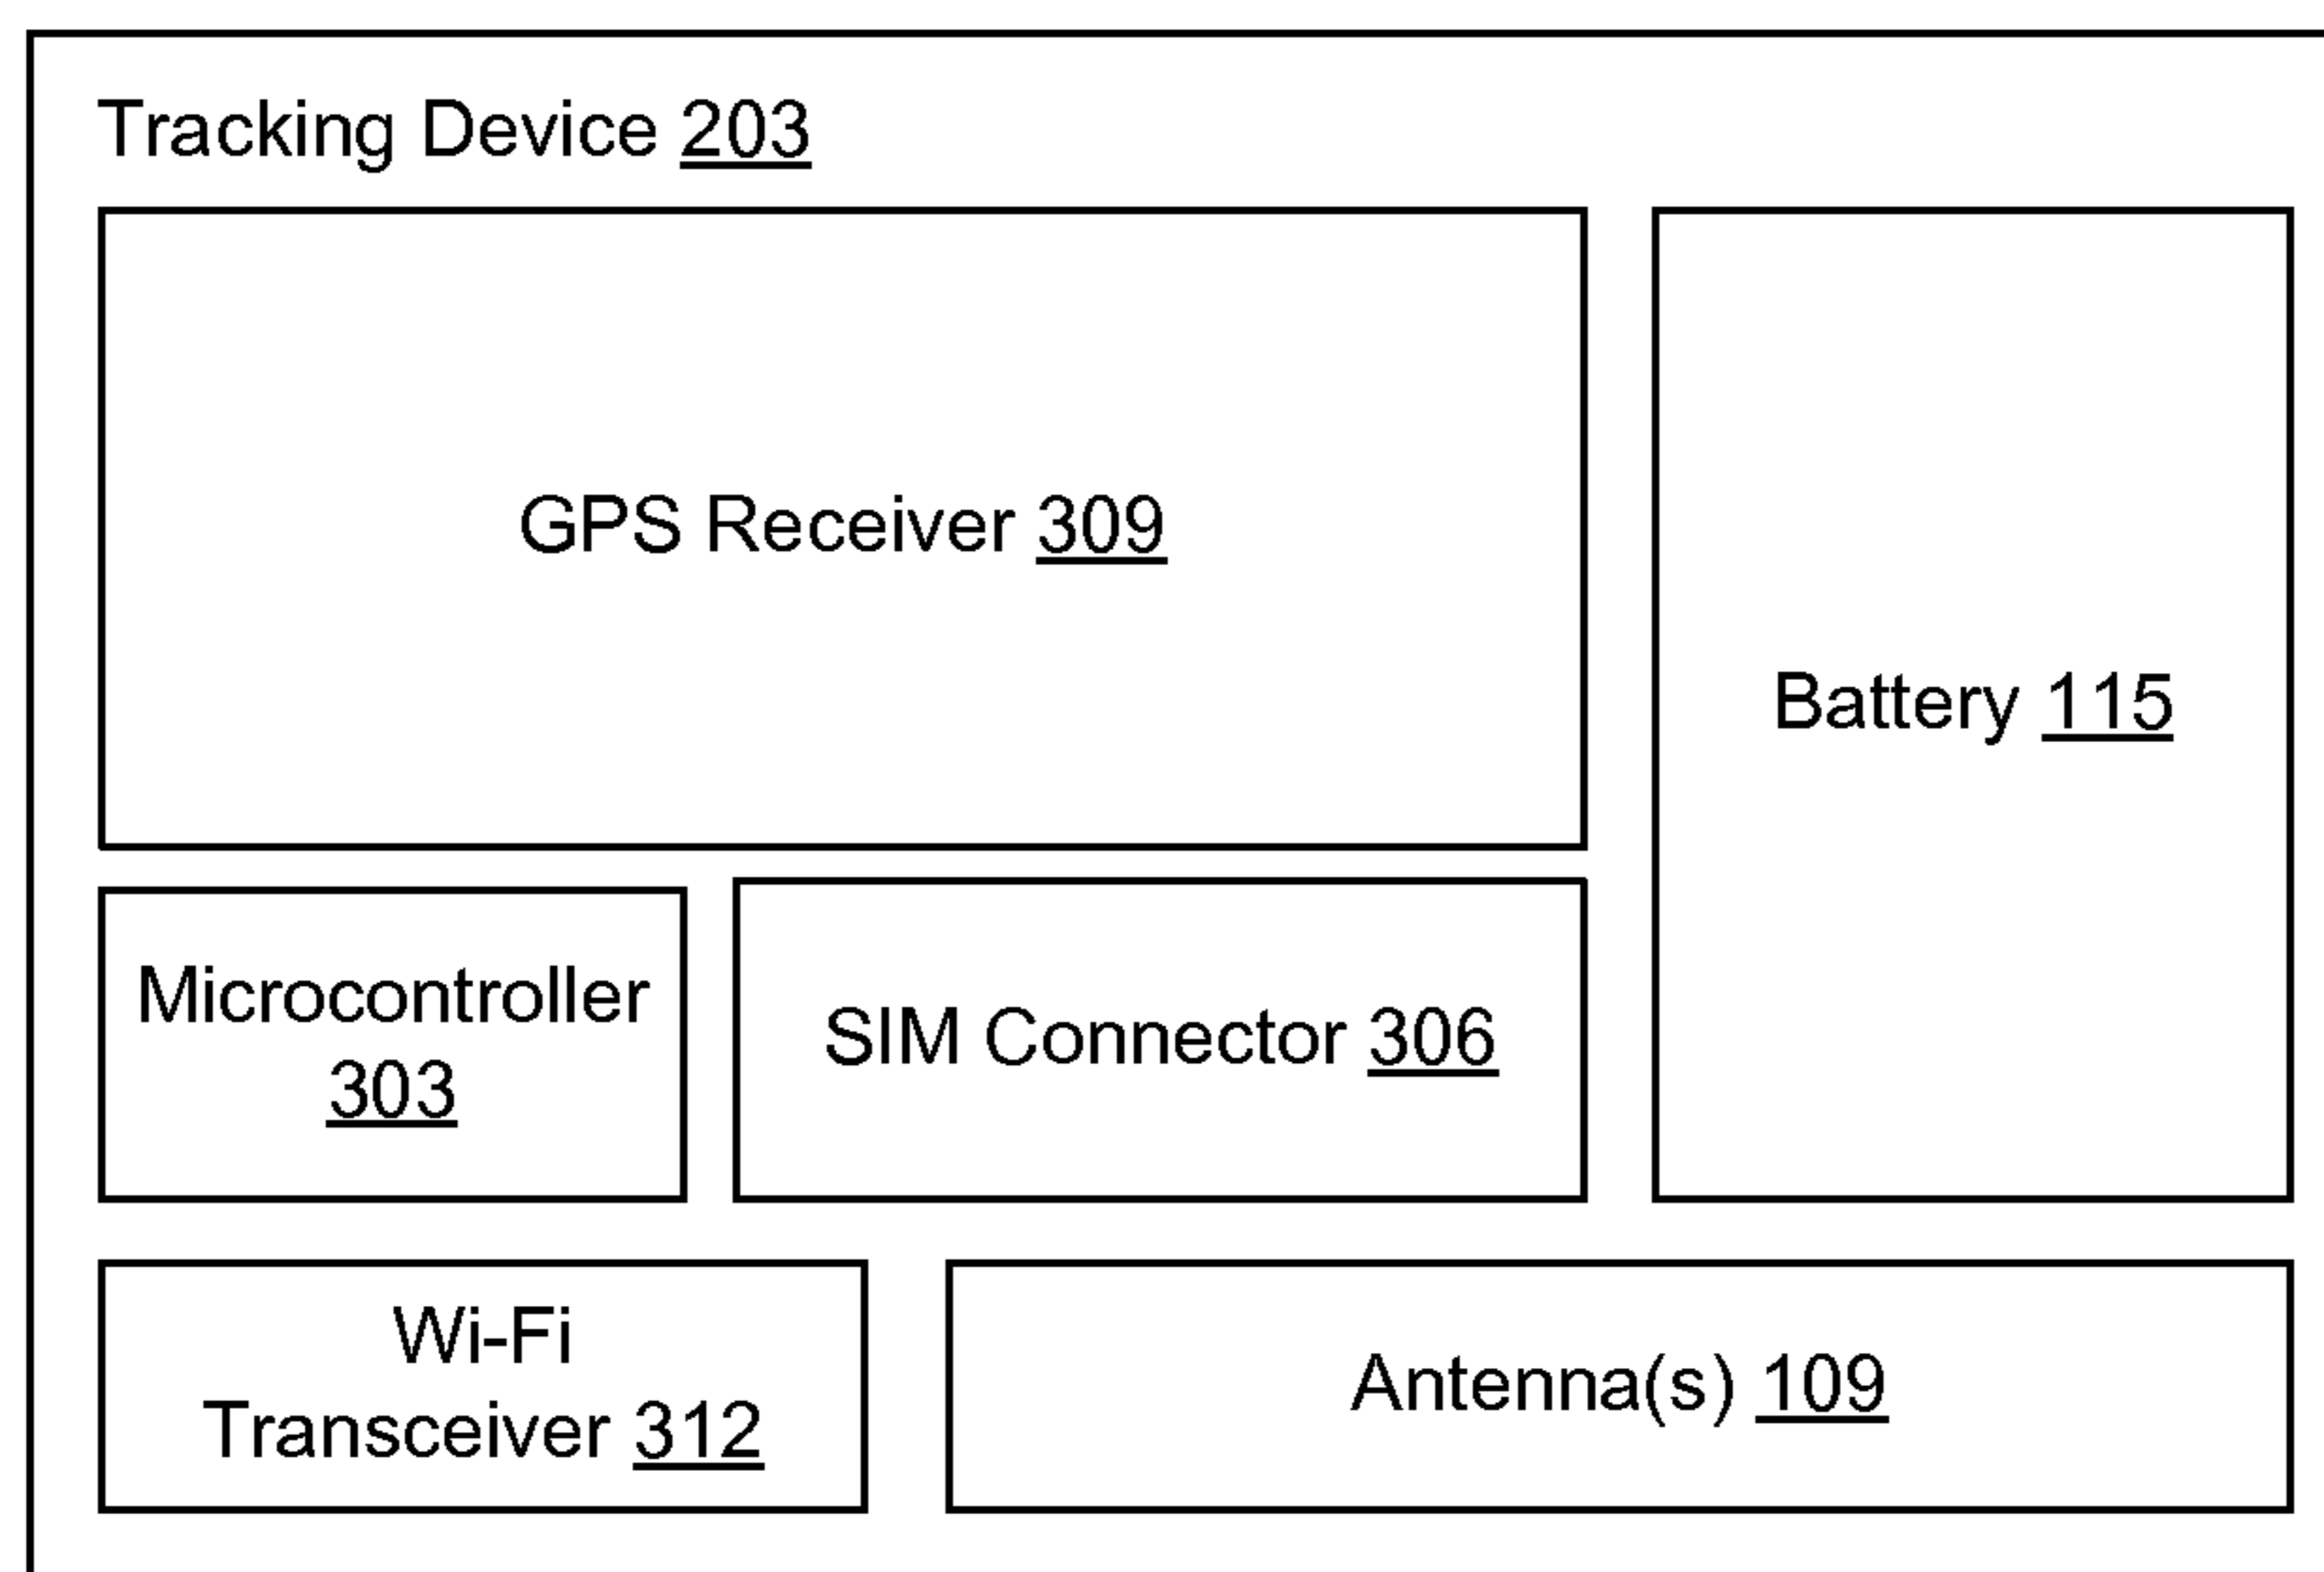 Tracking Device 203
GPS Receiver 309
Battery 115
Microcontroller
303
SIM Connector 306
Wi-Fi
Transceiver 312
Antenna(s) 109